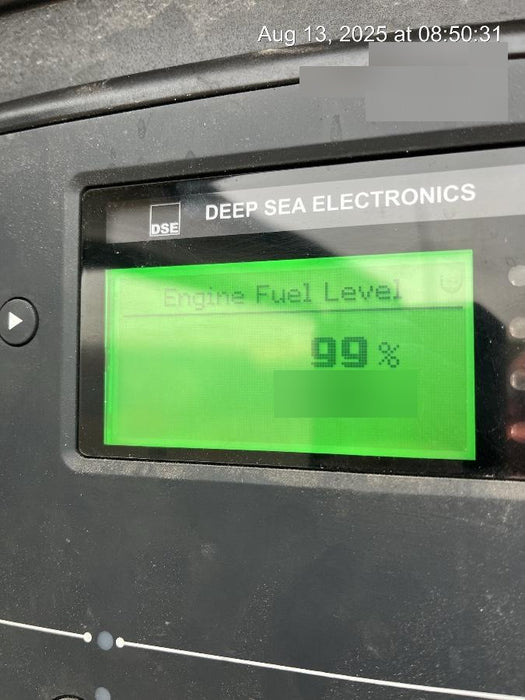 Aug 13, 2025 at 08:50:31
DEEP SEA ELECTRONICS
DSE
Engine Fuel Level
99 %